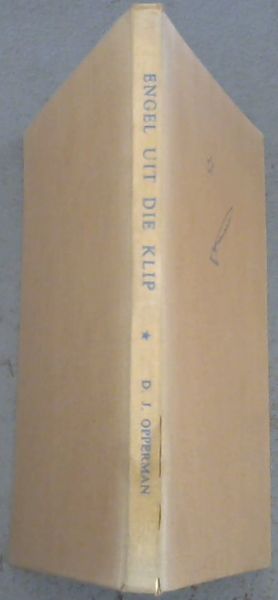 ENGEL UIT DIE KLIP ★ D. J. OPPERMAN